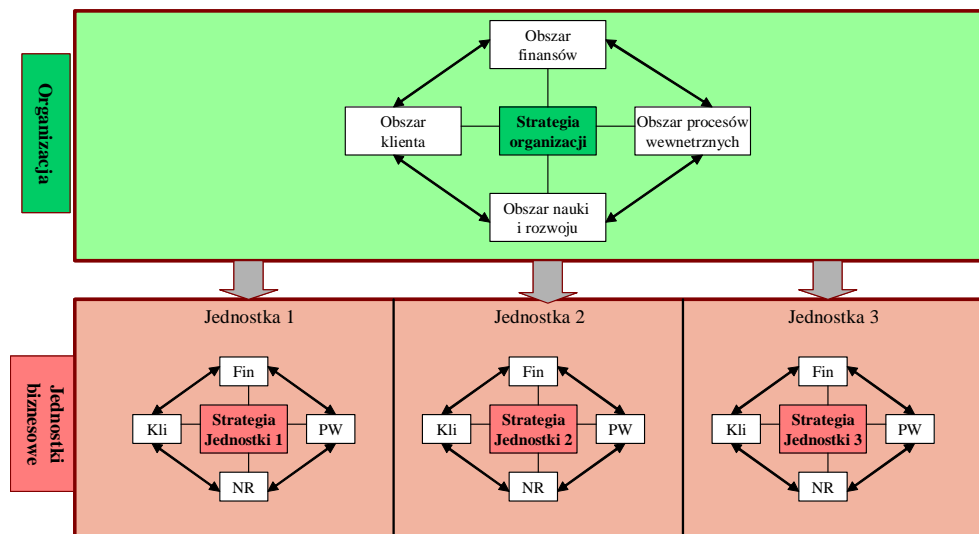 Organizacja
Obszar
finansów
Obszar
klienta
Strategia
organizacji
Obszar procesów
wewnetrznych
Obszar nauki
i rozwoju
Jednostki
biznesowe
Jednostka 1
Fin
Kli
Strategia
Jednostki 1
PW
NR
Jednostka 2
Fin
Kli
Strategia
Jednostki 2
PW
NR
Jednostka 3
Fin
Kli
Strategia
Jednostki 3
PW
NR